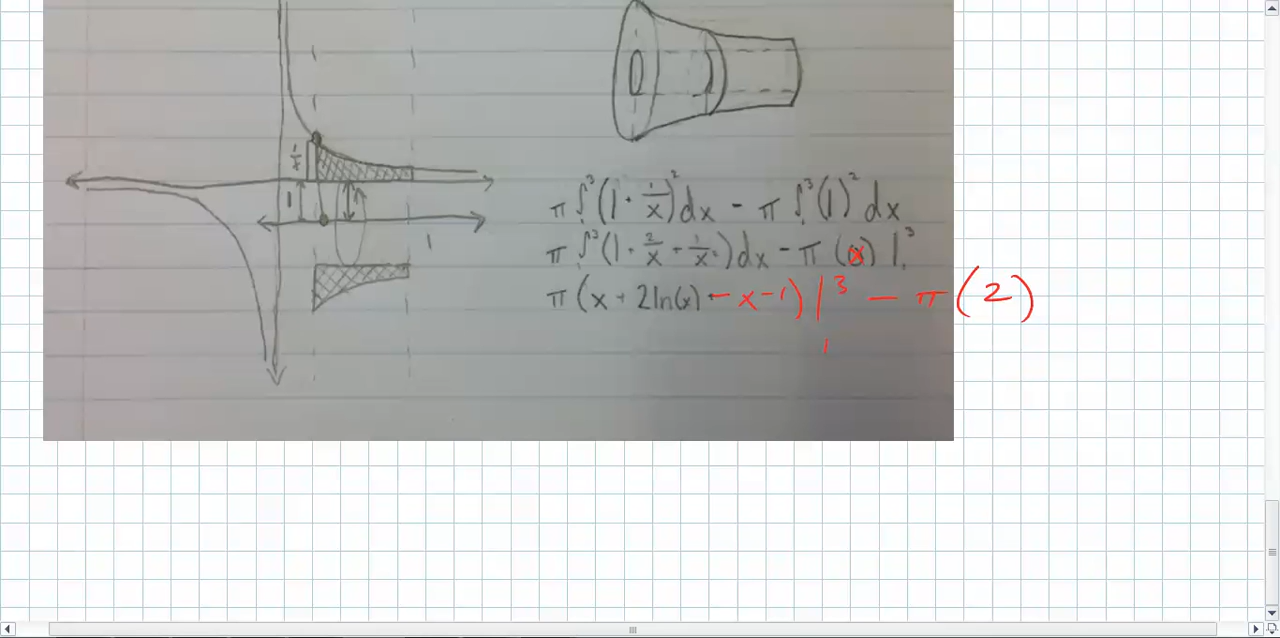 1/x
1
1
π ∫₁³ (1 + 1/x)² dx − π ∫₁³ (1)² dx
π ∫₁³ (1 + 2/x + 1/x²) dx − π (x) |₁³
π (x + 2ln(x) − x−1) |₁³ − π (2)